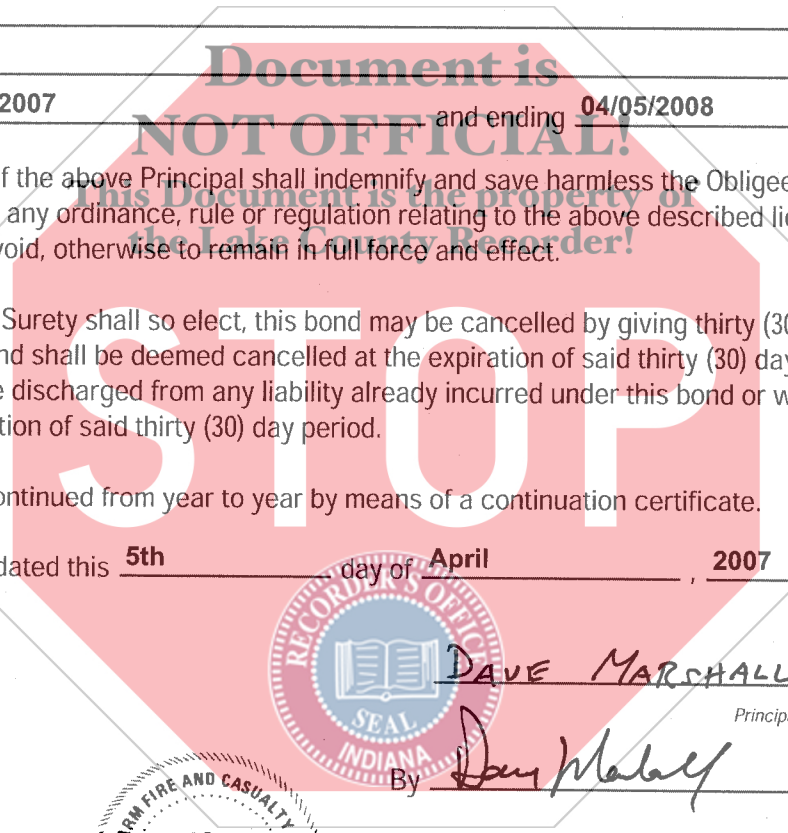 Document is
2007 and ending 04/05/2008
NOT OFFICIAL!
f the above Principal shall indemnify and save harmless the Obligee
This Document is the property of
any ordinance, rule or regulation relating to the above described lic
the Lake County Recorder!
void, otherwise to remain in full force and effect.
Surety shall so elect, this bond may be cancelled by giving thirty (30
nd shall be deemed cancelled at the expiration of said thirty (30) day
e discharged from any liability already incurred under this bond or w
tion of said thirty (30) day period.
STOP
ontinued from year to year by means of a continuation certificate.
dated this 5th day of April , 2007
RECORDER'S OFFICE
SEAL
INDIANA
DAVE MARSHALL
Principa
By Dave Marshall
RM FIRE AND CASUALTY